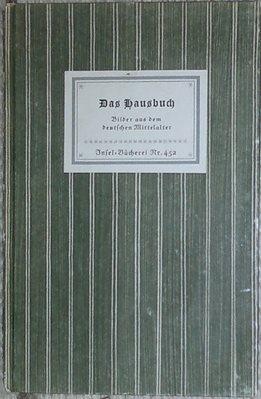 Das Hausbuch
Bilder aus dem
deutschen Mittelalter
Insel-Bücherei Nr. 452